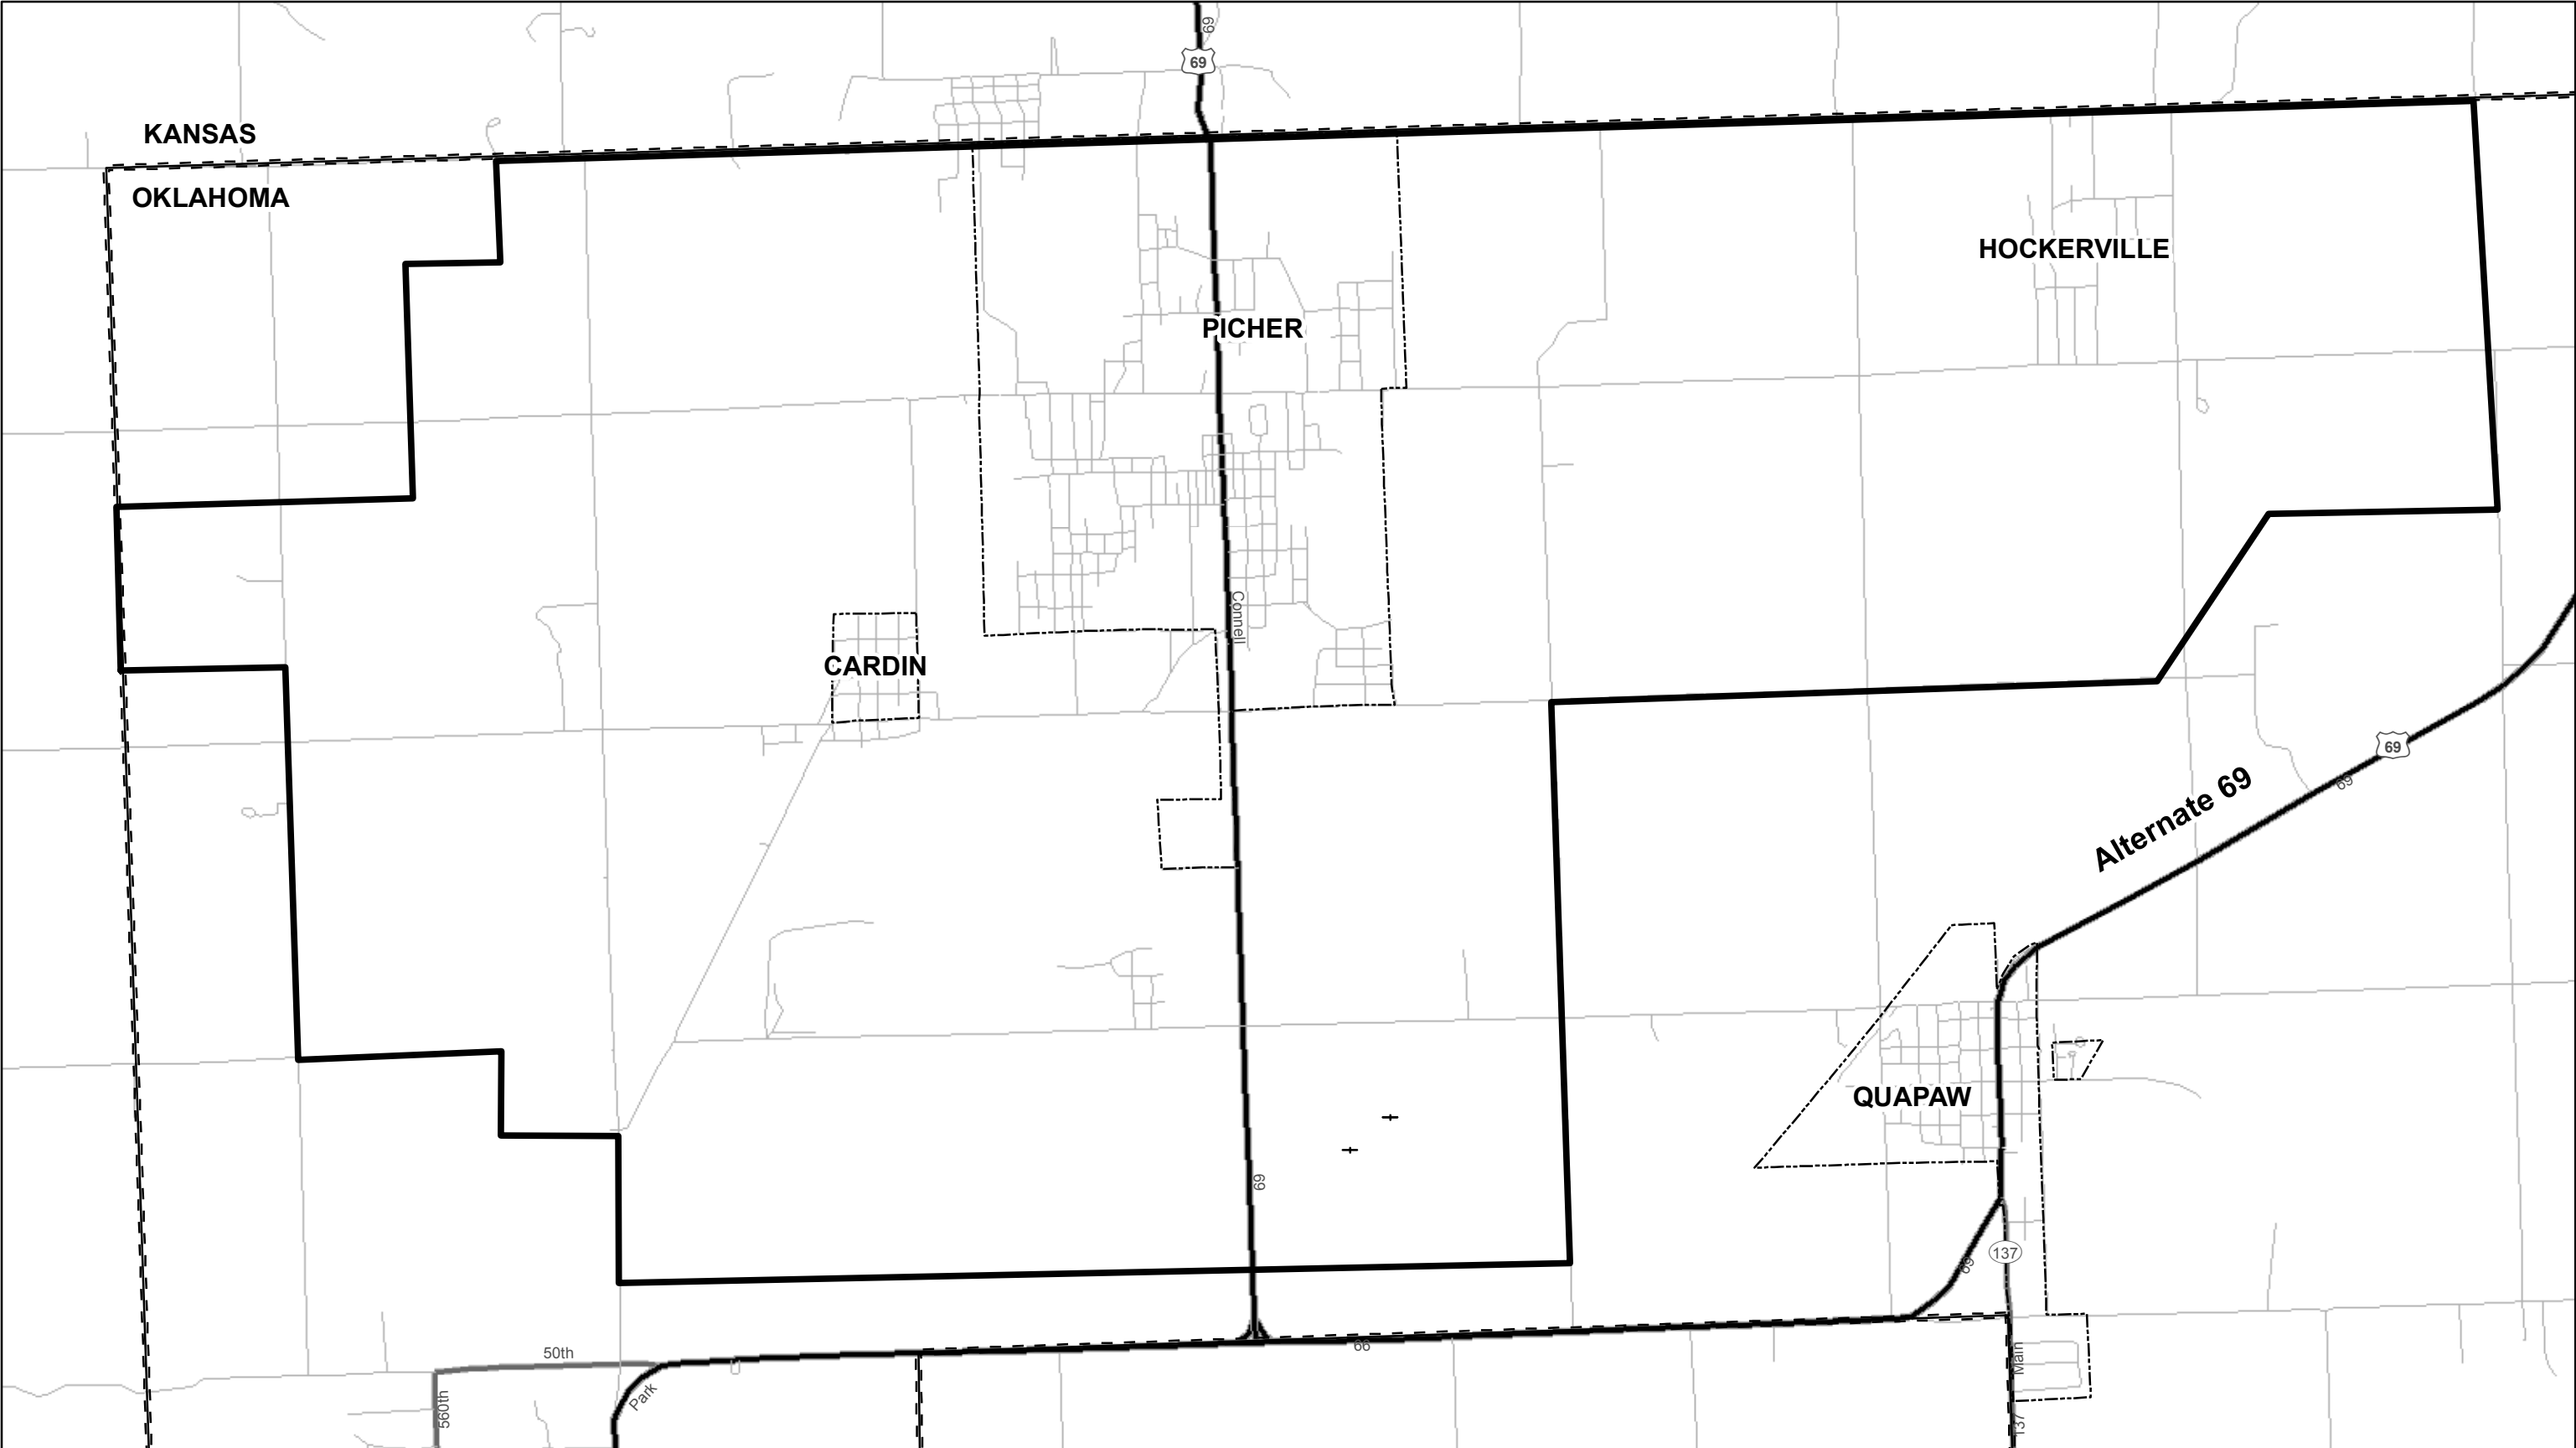 69
69
KANSAS
OKLAHOMA
HOCKERVILLE
PICHER
Connell
CARDIN
69
69
Alternate 69
QUAPAW
69
137
69
66
50th
Main
Park
560th
137